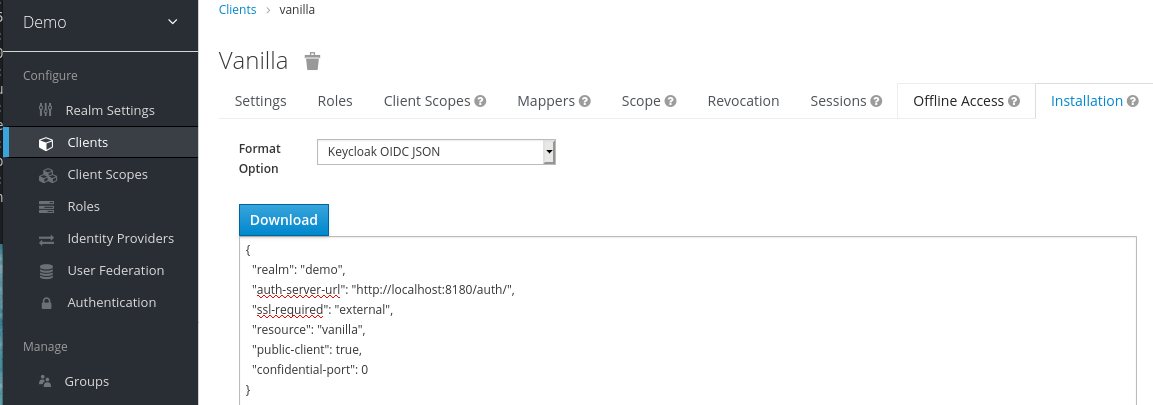 Demo
Configure
Realm Settings
Clients
Client Scopes
Roles
Identity Providers
User Federation
Authentication
Manage
Groups
Clients › vanilla
Vanilla
Settings Roles Client Scopes Mappers Scope Revocation Sessions Offline Access Installation
Format
Option
Keycloak OIDC JSON
Download
{
"realm": "demo",
"auth-server-url": "http://localhost:8180/auth/",
"ssl-required": "external",
"resource": "vanilla",
"public-client": true,
"confidential-port": 0
}